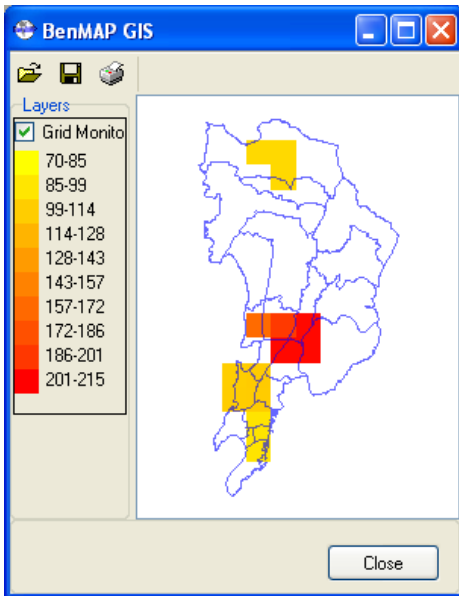 BenMAP GIS
Layers
Grid Monito
70-85
85-99
99-114
114-128
128-143
143-157
157-172
172-186
186-201
201-215
Close